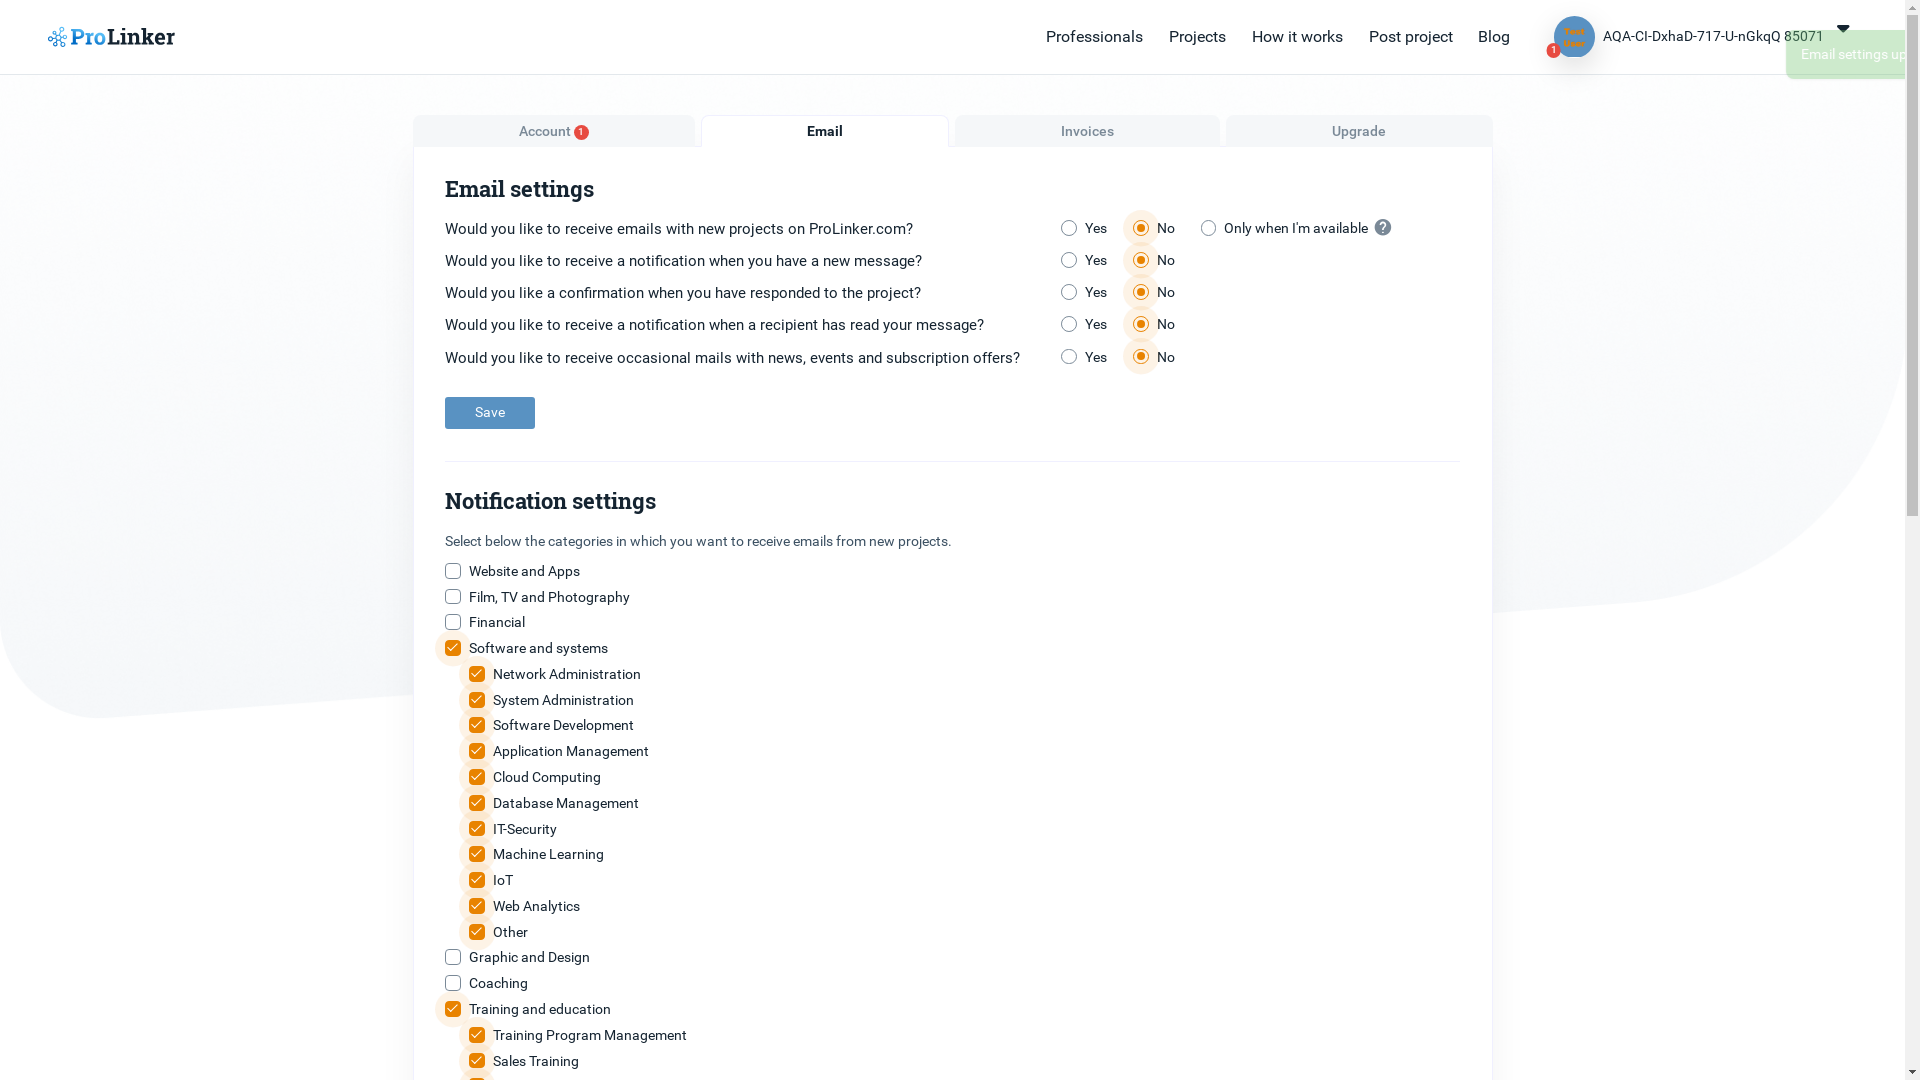 ProLinker
Professionals Projects How it works Post project Blog
1
AQA-CI-DxhaD-717-U-nGkqQ 85071
Email settings
Account 1 Email Invoices Upgrade
Email settings
Would you like to receive emails with new projects on ProLinker.com? Yes No Only when I'm available ?
Would you like to receive a notification when you have a new message? Yes No
Would you like a confirmation when you have responded to the project? Yes No
Would you like to receive a notification when a recipient has read your message? Yes No
Would you like to receive occasional mails with news, events and subscription offers? Yes No
Save
Notification settings
Select below the categories in which you want to receive emails from new projects.
Website and Apps
Film, TV and Photography
Financial
Software and systems
Network Administration
System Administration
Software Development
Application Management
Cloud Computing
Database Management
IT-Security
Machine Learning
IoT
Web Analytics
Other
Graphic and Design
Coaching
Training and education
Training Program Management
Sales Training